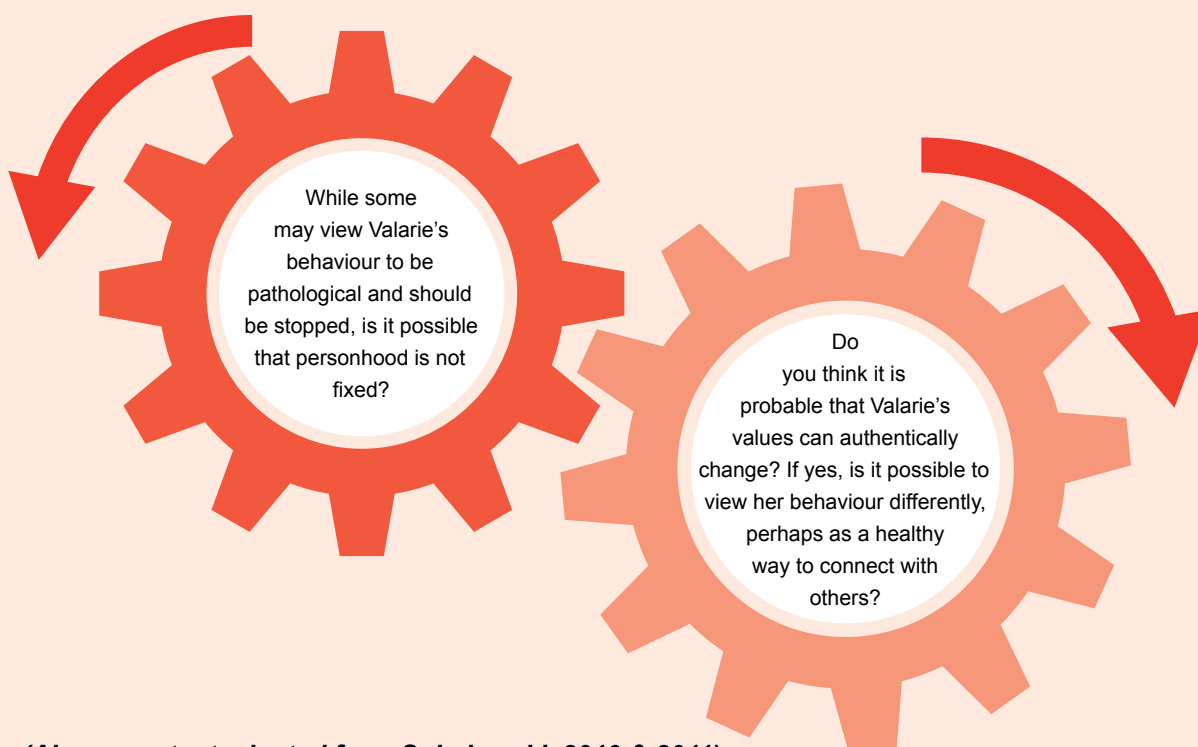 While some
may view Valarie's
behaviour to be
pathological and should
be stopped, is it possible
that personhood is not
fixed?
Do
you think it is
probable that Valarie's
values can authentically
change? If yes, is it possible to
view her behaviour differently,
perhaps as a healthy
way to connect with
others?